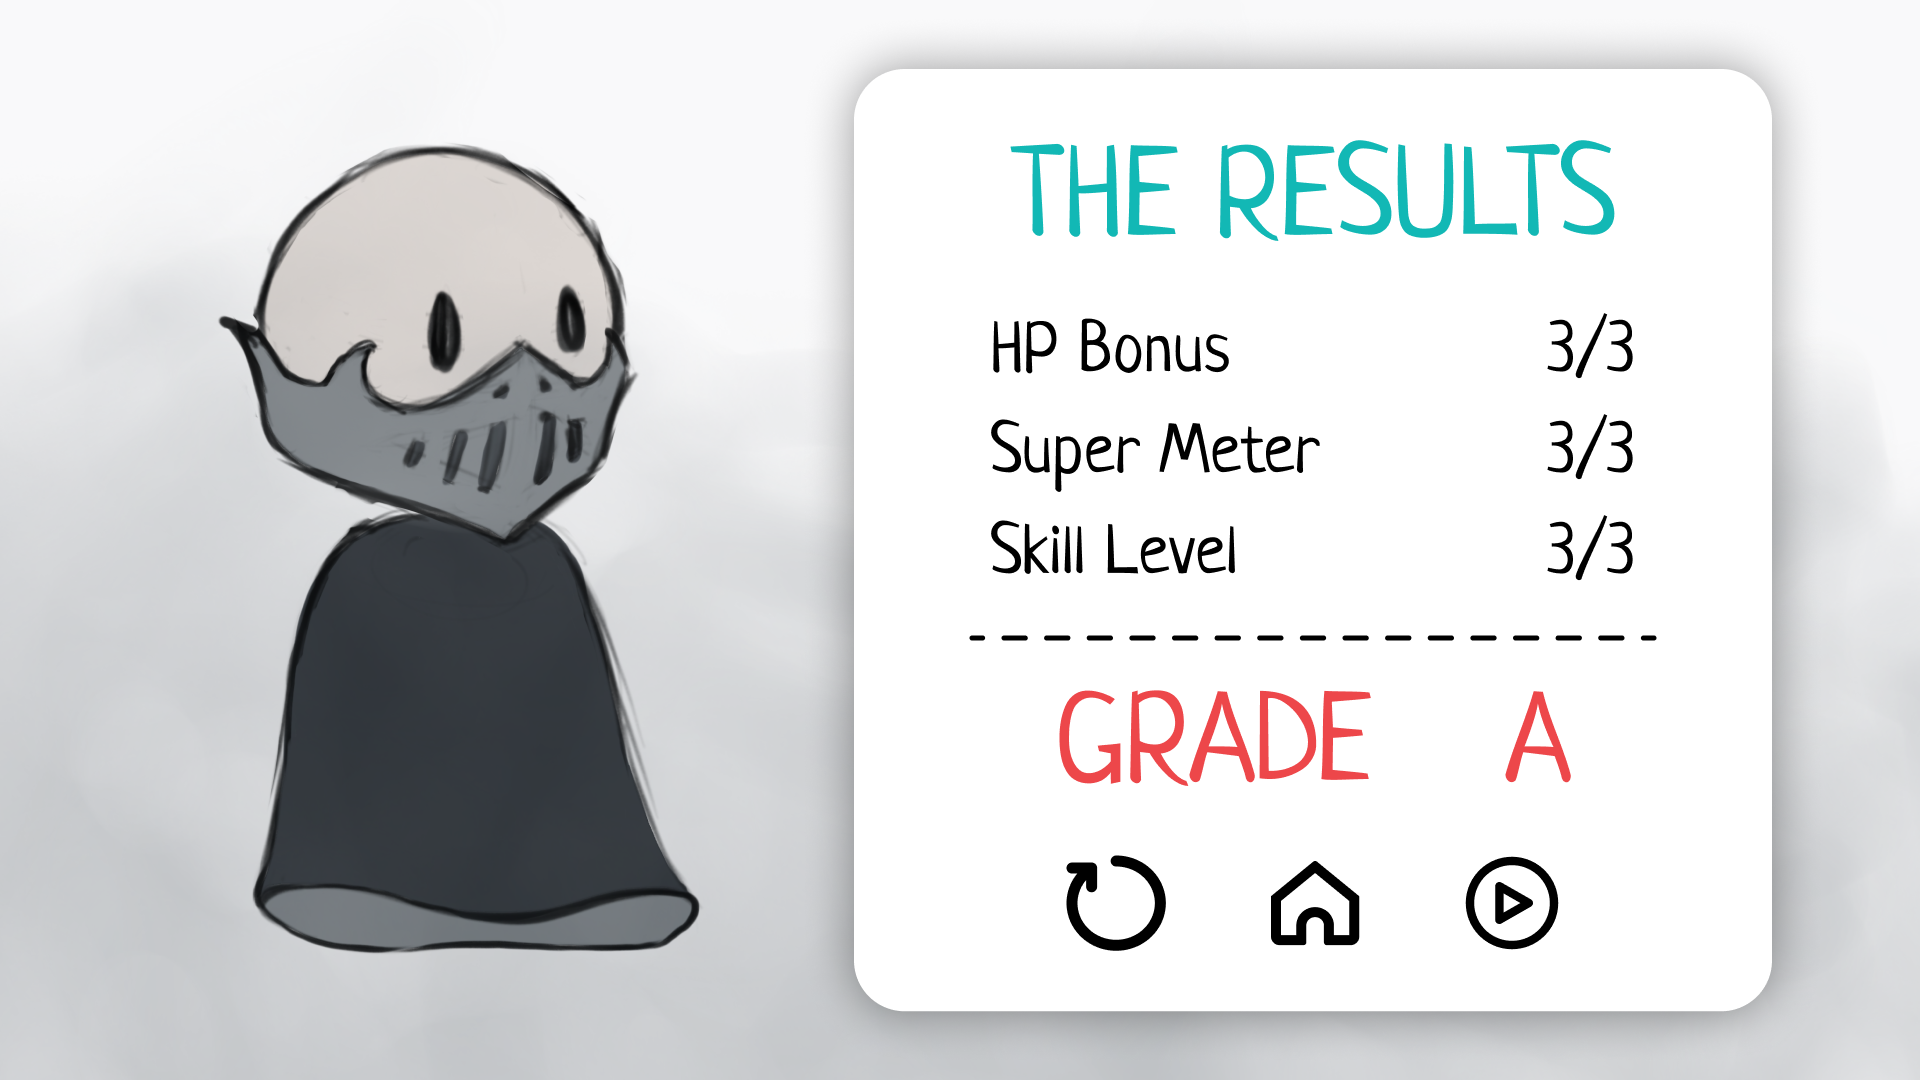 THE RESULTS
HP Bonus 3/3
Super Meter 3/3
Skill Level 3/3
GRADE A